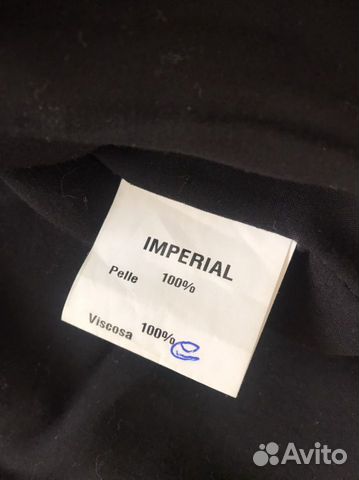 IMPERIAL
Pelle 100%
Viscosa 100%
Avito